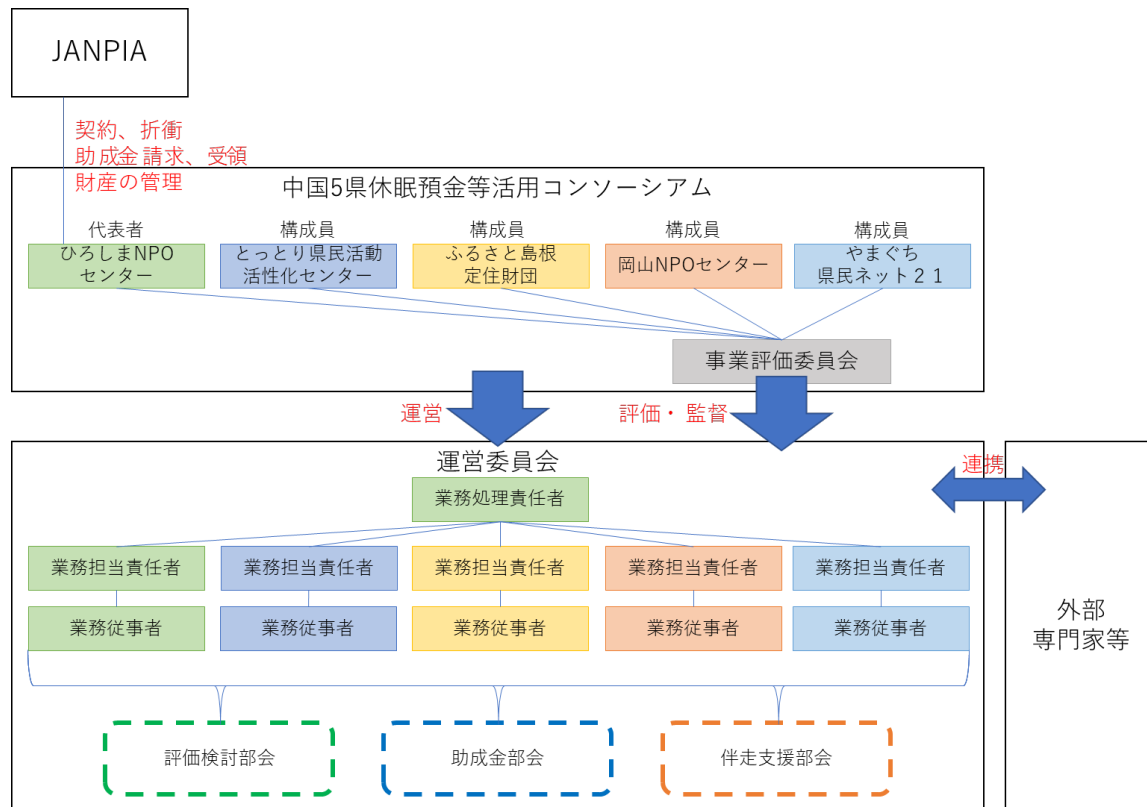 JANPIA
契約、折衝
助成金請求、受領
財産の管理
中国5県休眠預金等活用コンソーシアム
代表者
構成員
構成員
構成員
構成員
ひろしまNPO
センター
とっとり県民活動
活性化センター
ふるさと島根
定住財団
岡山NPOセンター
やまぐち
県民ネット２１
事業評価委員会
運営
評価・監督
運営委員会
連携
業務処理責任者
業務担当責任者
業務担当責任者
業務担当責任者
業務担当責任者
業務担当責任者
業務従事者
業務従事者
業務従事者
業務従事者
業務従事者
外部
専門家等
評価検討部会
助成金部会
伴走支援部会